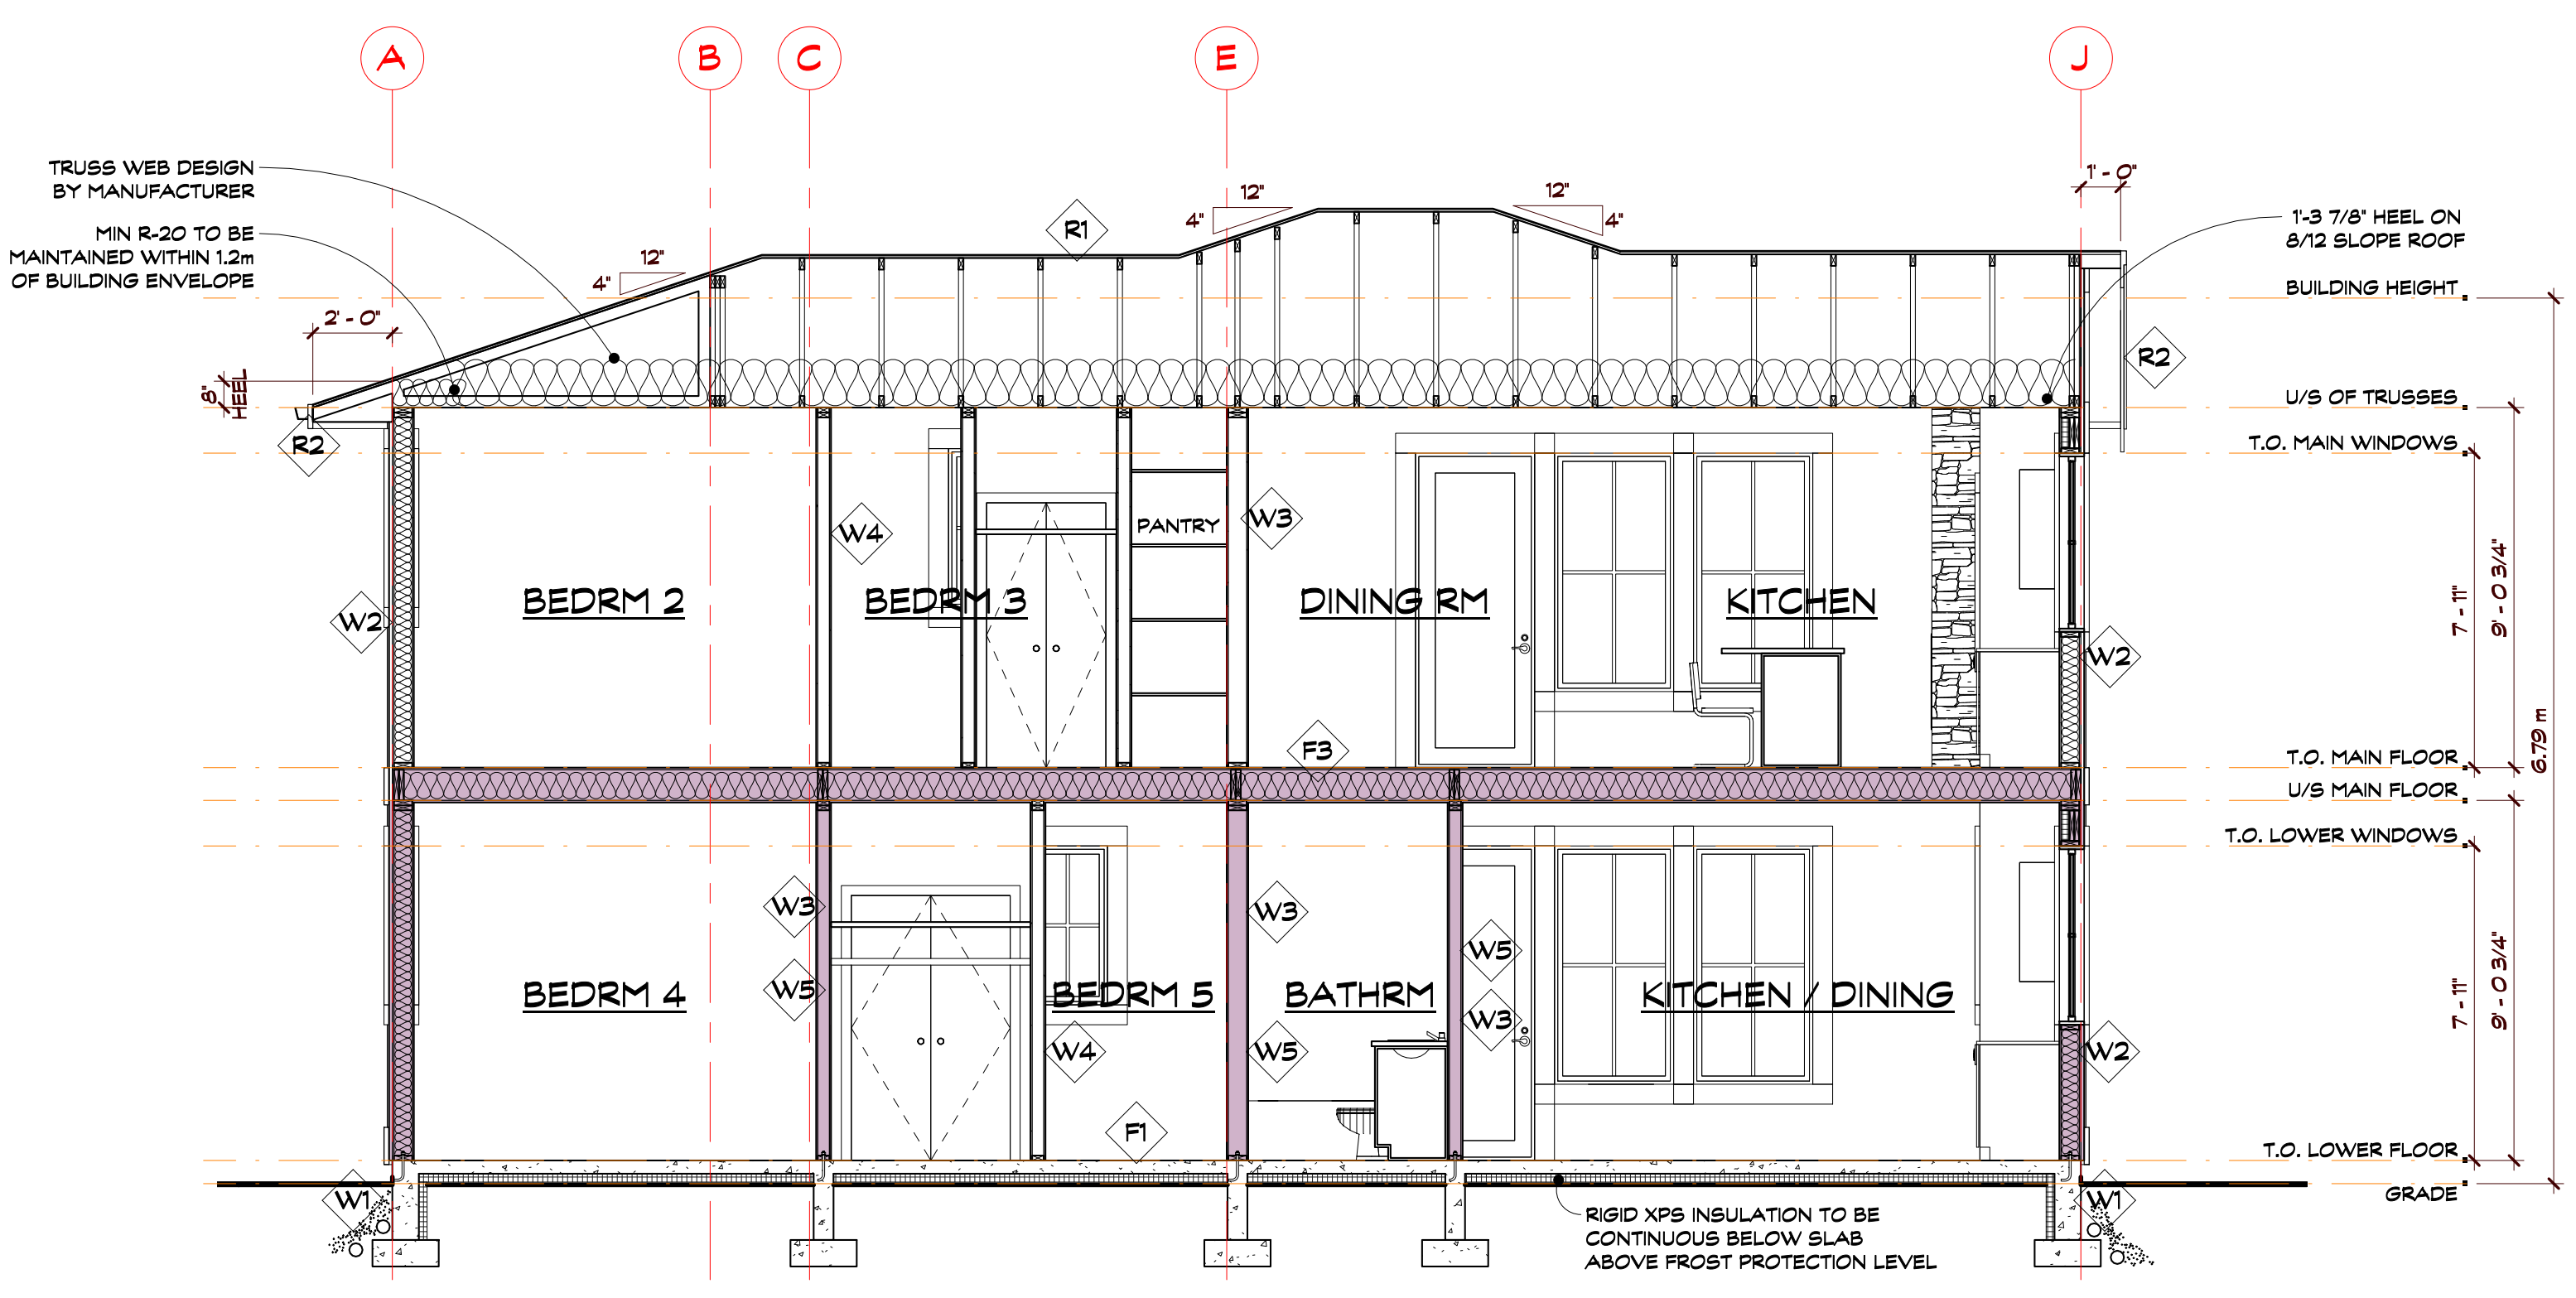 A
B
C
E
J
TRUSS WEB DESIGN
BY MANUFACTURER
MIN R-20 TO BE
MAINTAINED WITHIN 1.2m
OF BUILDING ENVELOPE
12"
4"
2' - 0"
8"
HEEL
R2
R1
12"
4"
12"
4"
1' - 0"
1'-3 7/8" HEEL ON
8/12 SLOPE ROOF
BUILDING HEIGHT
R2
U/S OF TRUSSES
T.O. MAIN WINDOWS
W2
BEDRM 2
W4
BEDRM 3
PANTRY
W3
DINING RM
KITCHEN
W2
7' - 11"
9' - 0 3/4"
6.79 m
F3
T.O. MAIN FLOOR
U/S MAIN FLOOR
T.O. LOWER WINDOWS
BEDRM 4
W3
W5
BEDRM 5
W4
F1
W3
BATHRM
W5
W5
W3
KITCHEN / DINING
W2
7' - 11"
9' - 0 3/4"
T.O. LOWER FLOOR
GRADE
W1
W1
RIGID XPS INSULATION TO BE
CONTINUOUS BELOW SLAB
ABOVE FROST PROTECTION LEVEL